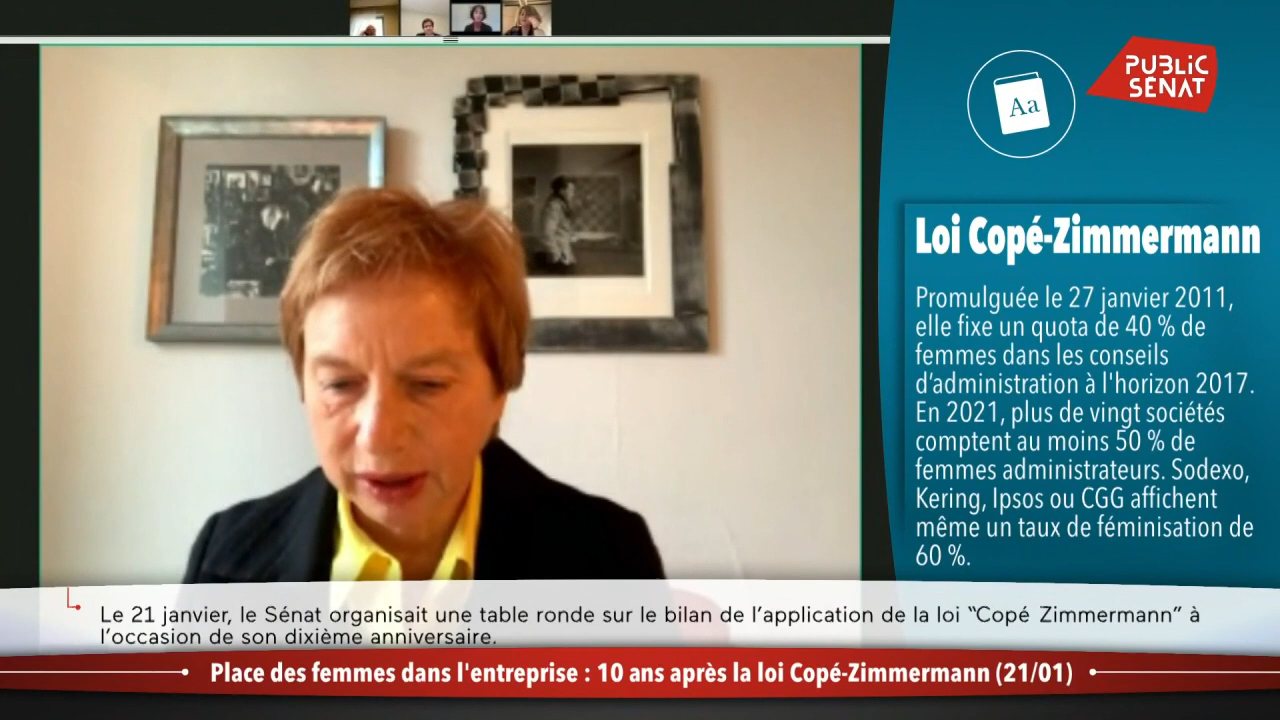 Aa
PUBLiC
SÉNAT
Loi Copé-Zimmermann
Promulguée le 27 janvier 2011,
elle fixe un quota de 40 % de
femmes dans les conseils
d’administration à l'horizon 2017.
En 2021, plus de vingt sociétés
comptent au moins 50 % de
femmes administrateurs. Sodexo,
Kering, Ipsos ou CGG affichent
même un taux de féminisation de
60 %.
Le 21 janvier, le Sénat organisait une table ronde sur le bilan de l’application de la loi “Copé Zimmermann” à
l’occasion de son dixième anniversaire.
Place des femmes dans l'entreprise : 10 ans après la loi Copé-Zimmermann (21/01)